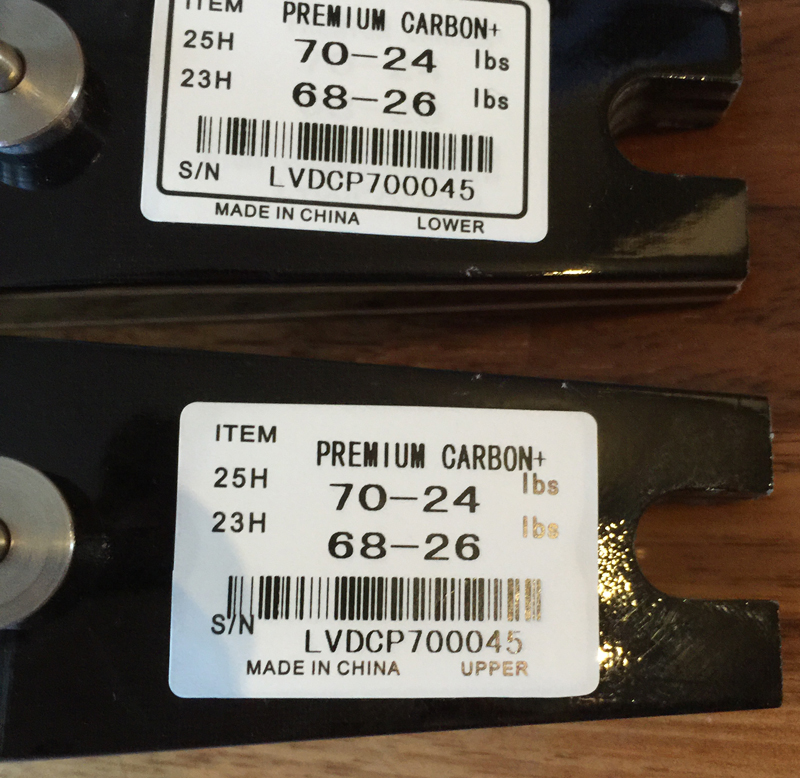 ITEM PREMIUM CARBON+
25H 70-24 lbs
23H 68-26 lbs
S/N LVDCP700045
MADE IN CHINA LOWER
ITEM PREMIUM CARBON+
25H 70-24 lbs
23H 68-26 lbs
S/N LVDCP700045
MADE IN CHINA UPPER